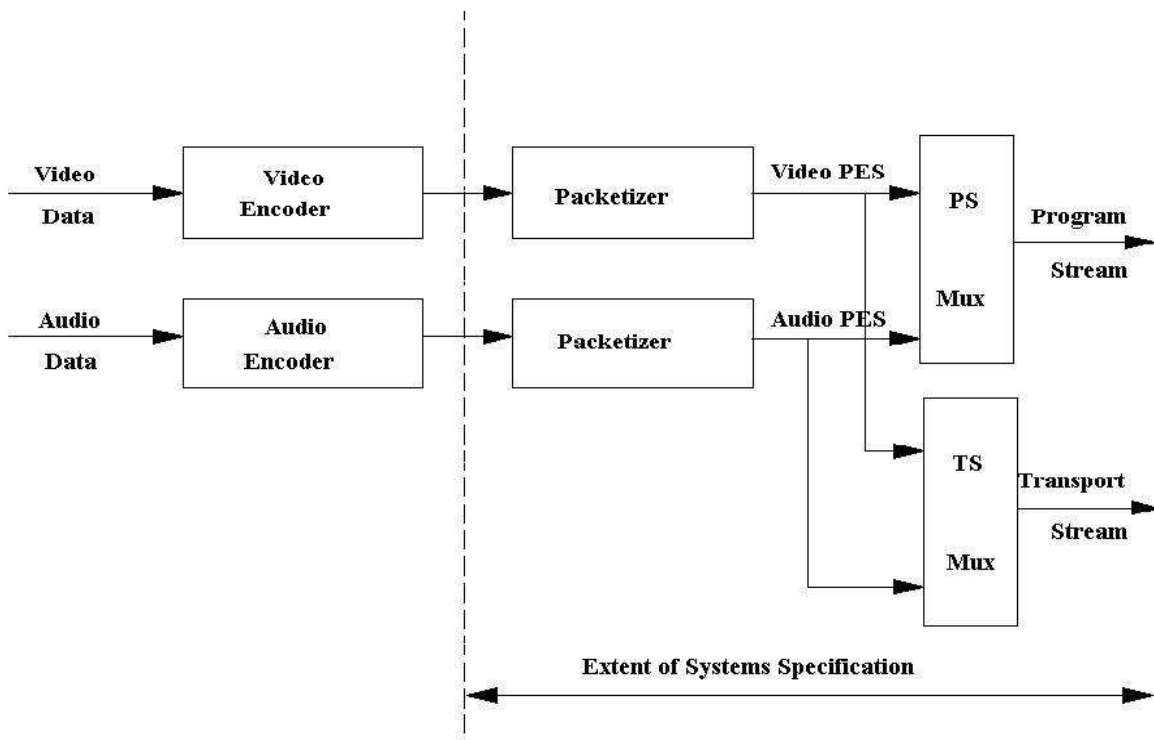 Video
Data
Video
Encoder
Packetizer
Video PES
PS
Mux
Program
Stream
Audio
Data
Audio
Encoder
Packetizer
Audio PES
TS
Mux
Transport
Stream
Extent of Systems Specification